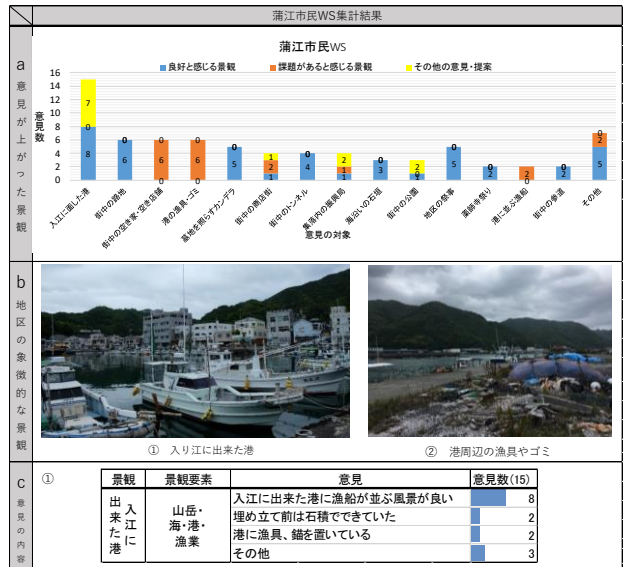 蒲江市民WS集計結果
a
意見が上がった景観
蒲江市民WS
良好と感じる景観 課題があると感じる景観 その他の意見・提案
意見数
16
14
12
10
8
6
4
2
0
7
0
8
0
6
6
0
6
0
0
5
1
2
1
0
4
2
1
1
0
3
2
0
1
0
5
0
2
2
0
0
2
0
2
5
入江に面した港
街中の路地
街中の空き家・空き店舗
港の漁具・ゴミ
墓地を照らすカンデラ
街中の商店街
街中のトンネル
集落内の振興局
海沿いの石垣
街中の公園
地区の祭事
薬師寺祭り
港に並ぶ漁船
街中の参道
その他
意見の対象
b
地区の象徴的な景観
① 入り江に出来た港
② 港周辺の漁具やゴミ
c
意見の内容
①
景観 景観要素 意見 意見数(15)
入江に出来た港
山岳・海・港・漁業
入江に出来た港に漁船が並ぶ風景が良い 8
埋め立て前は石積でできていた 2
港に漁具、錨を置いている 2
その他 3